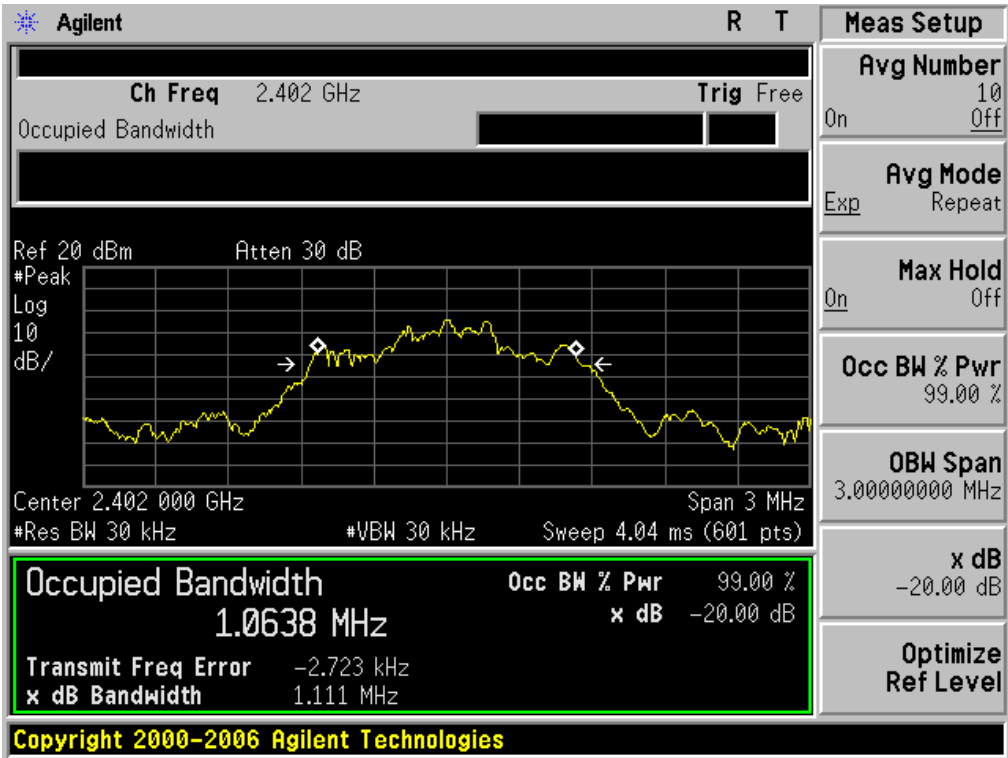 Agilent R T
Ch Freq 2.402 GHz Trig Free
Occupied Bandwidth
Ref 20 dBm Atten 30 dB
#Peak
Log
10
dB/
Center 2.402 000 GHz Span 3 MHz
#Res BW 30 kHz #VBW 30 kHz Sweep 4.04 ms (601 pts)
Occupied Bandwidth Occ BW % Pwr 99.00 %
1.0638 MHz x dB -20.00 dB
Transmit Freq Error -2.723 kHz
x dB Bandwidth 1.111 MHz
Copyright 2000-2006 Agilent Technologies
Meas Setup
Avg Number
10
On Off
Avg Mode
Exp Repeat
Max Hold
On Off
Occ BW % Pwr
99.00 %
OBW Span
3.00000000 MHz
x dB
-20.00 dB
Optimize
Ref Level